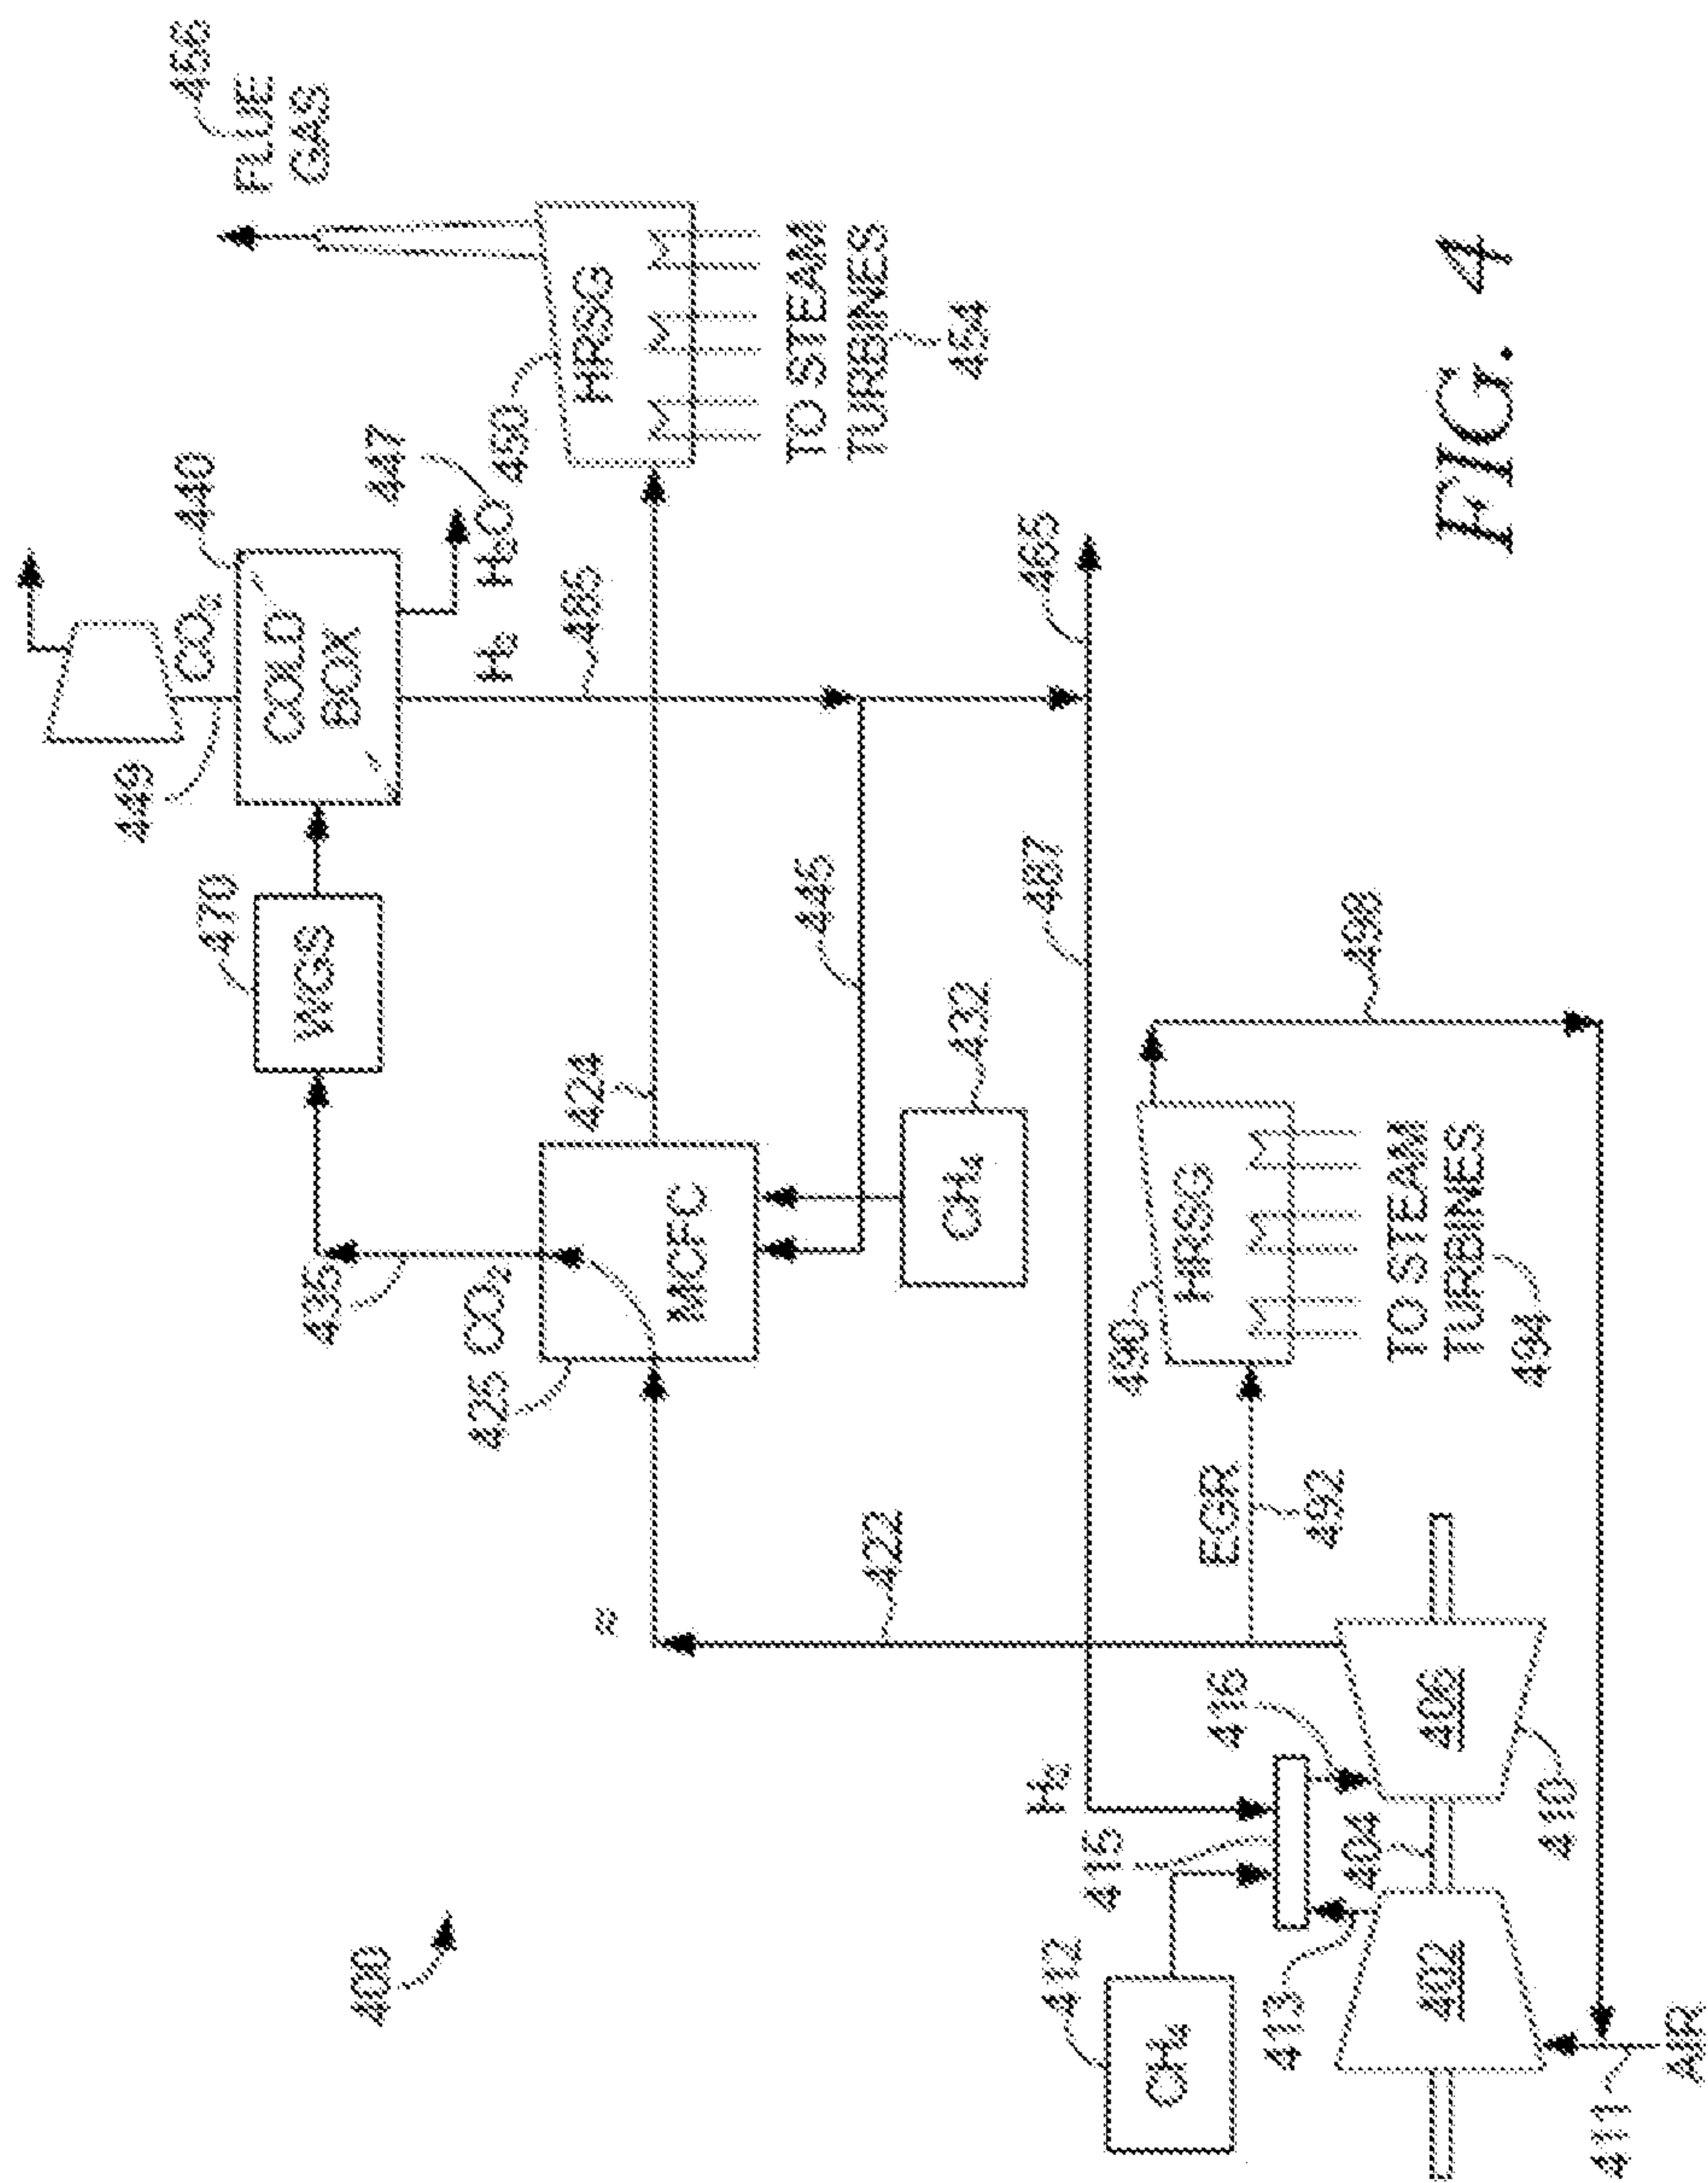 456
FLUE
GAS
449
CO₂
440
470
COLD
BOX
WGS
435
447
400
425
CO₂
H₂
H₂O
450
424
485
HRSG
≈
MCFC
445
TO STEAM
TURBINES
454
422
CH₄
432
H₂
487
465
412
415
416
EGR
490
HRSG
CH₄
413
404
492
498
402
406
TO STEAM
TURBINES
494
410
411
AIR
FIG. 4